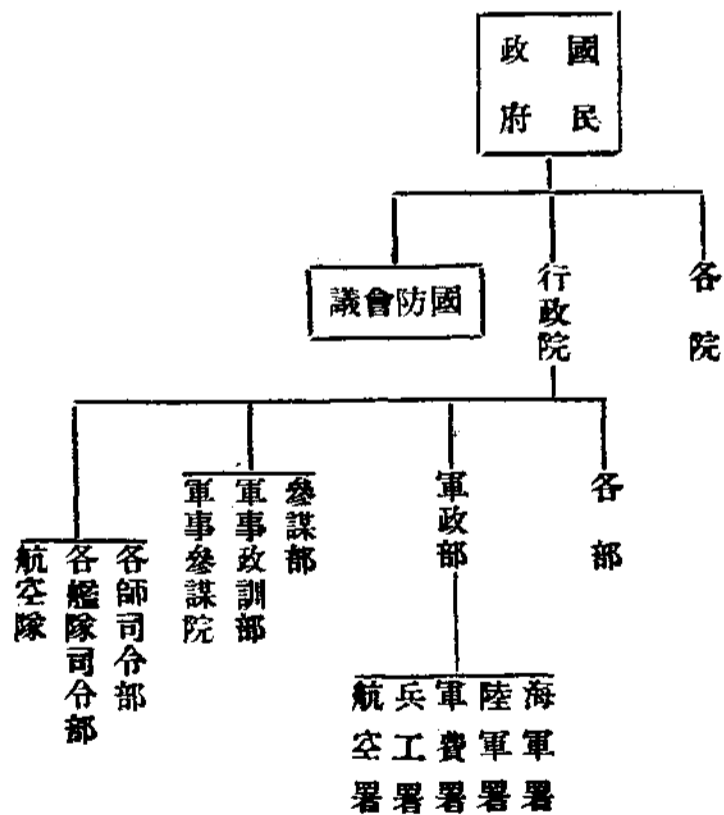 國民
政府
各院
行政院
國防會議
各部
軍政部
參謀部
軍事政訓部
軍事參謀院
各師司令部
各艦隊司令部
航空隊
海軍署
陸軍署
軍費署
兵工署
航空署